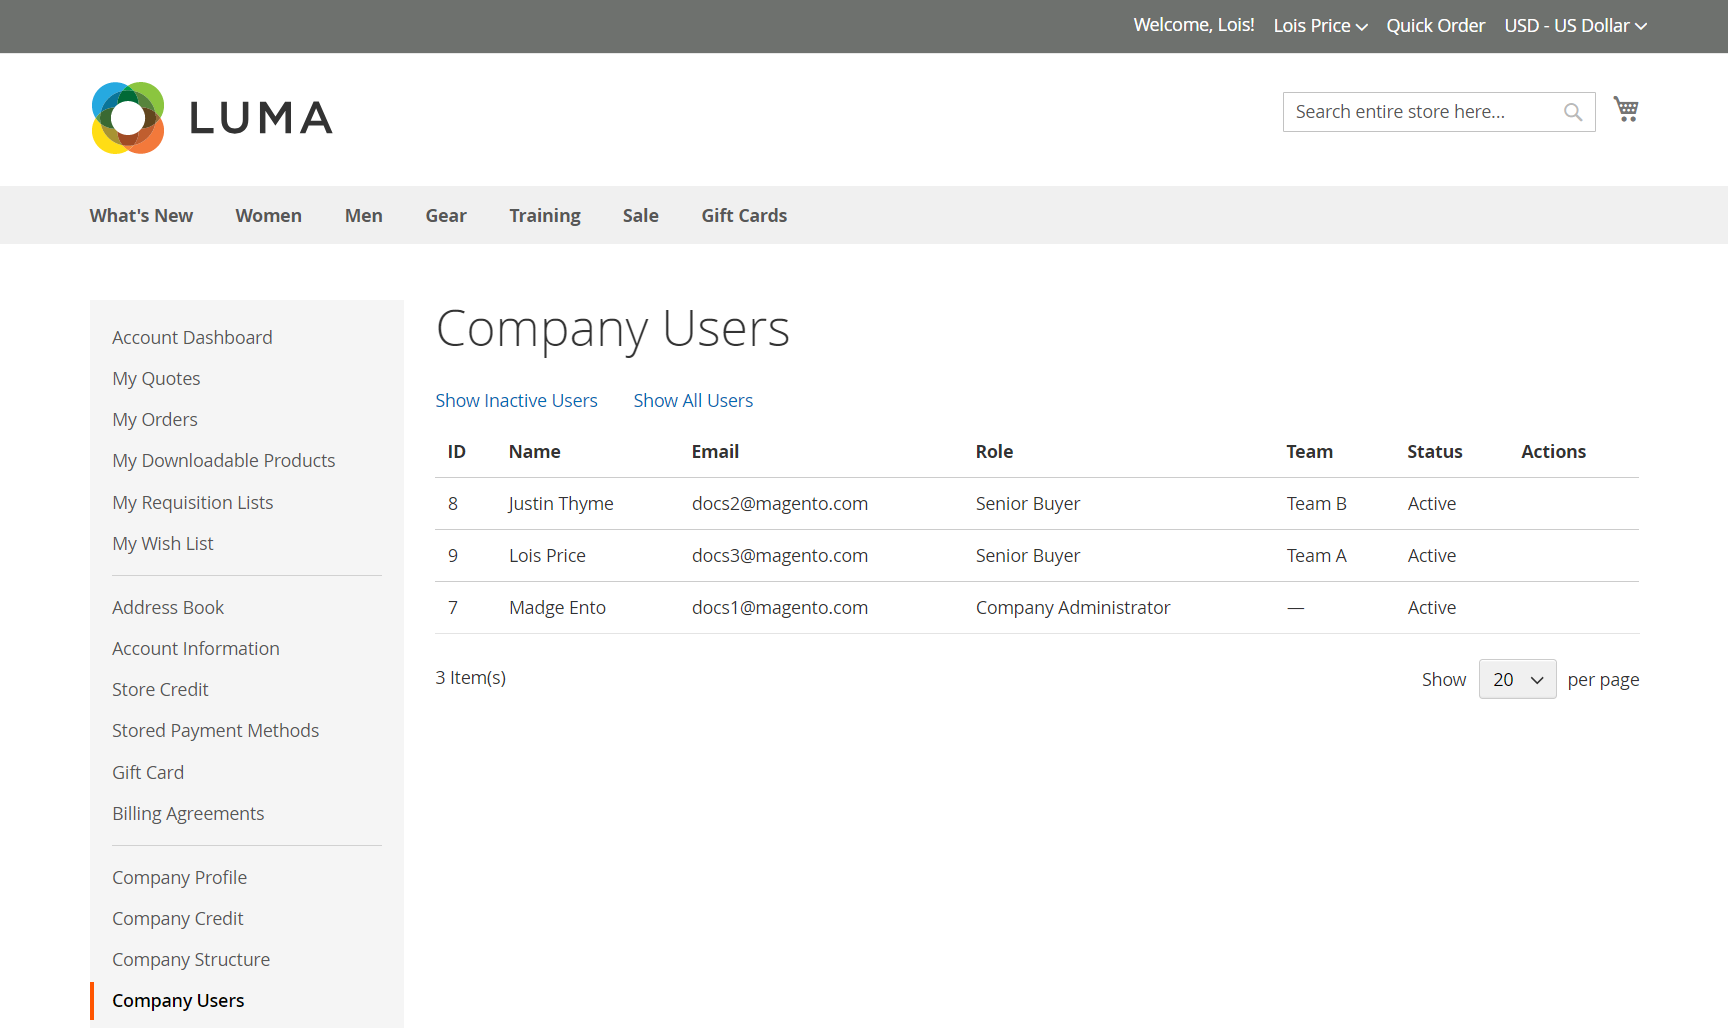 Welcome, Lois! Lois Price Quick Order USD - US Dollar
LUMA
Search entire store here...
What's New Women Men Gear Training Sale Gift Cards
Account Dashboard
My Quotes
My Orders
My Downloadable Products
My Requisition Lists
My Wish List
Address Book
Account Information
Store Credit
Stored Payment Methods
Gift Card
Billing Agreements
Company Profile
Company Credit
Company Structure
Company Users
Company Users
Show Inactive Users Show All Users
ID Name Email Role Team Status Actions
8 Justin Thyme docs2@magento.com Senior Buyer Team B Active
9 Lois Price docs3@magento.com Senior Buyer Team A Active
7 Madge Ento docs1@magento.com Company Administrator — Active
3 Item(s) Show 20 per page